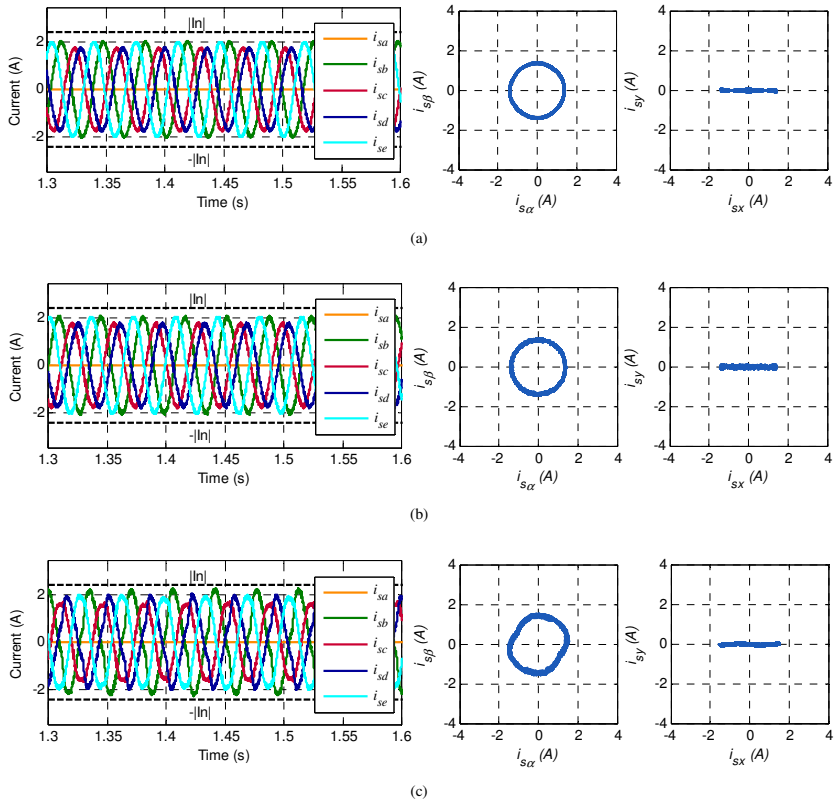 |In|
Current (A)
2
0
-2
-|In|
1.3 1.35 1.4 1.45 1.5 1.55 1.6
Time (s)
isa
isb
isc
isd
ise
isβ (A)
4
2
0
-2
-4
-4 -2 0 2 4
isα (A)
isy (A)
4
2
0
-2
-4
-4 -2 0 2 4
isx (A)
(a)
|In|
Current (A)
2
0
-2
-|In|
1.3 1.35 1.4 1.45 1.5 1.55 1.6
Time (s)
isa
isb
isc
isd
ise
isβ (A)
4
2
0
-2
-4
-4 -2 0 2 4
isα (A)
isy (A)
4
2
0
-2
-4
-4 -2 0 2 4
isx (A)
(b)
|In|
Current (A)
2
0
-2
-|In|
1.3 1.35 1.4 1.45 1.5 1.55 1.6
Time (s)
isa
isb
isc
isd
ise
isβ (A)
4
2
0
-2
-4
-4 -2 0 2 4
isα (A)
isy (A)
4
2
0
-2
-4
-4 -2 0 2 4
isx (A)
(c)